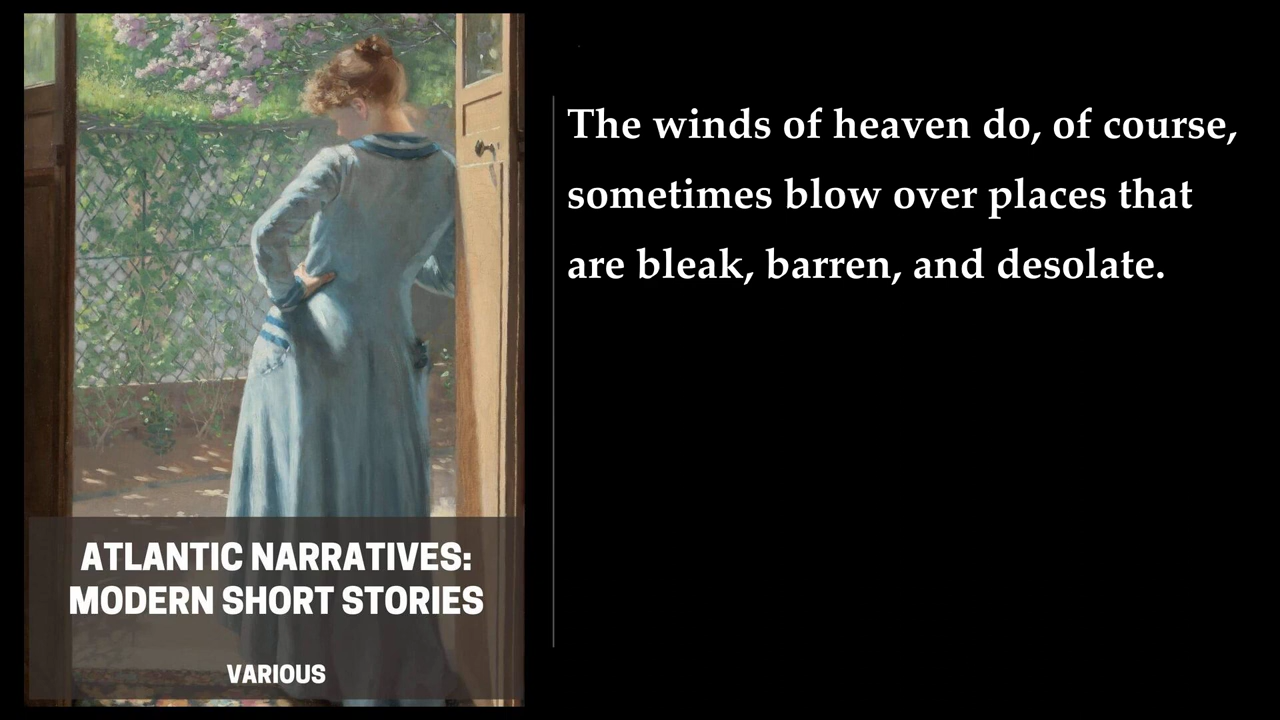 ATLANTIC NARRATIVES:
MODERN SHORT STORIES
VARIOUS
The winds of heaven do, of course,
sometimes blow over places that
are bleak, barren, and desolate.